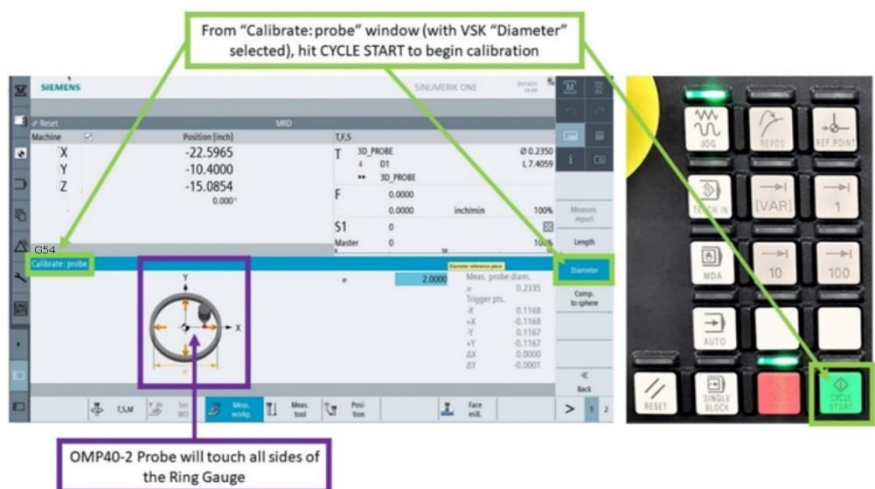 From “Calibrate: probe” window (with VSK “Diameter”
selected), hit CYCLE START to begin calibration
SIEMENS
SINUMERIK ONE
M
Reset
MRD
Machine
Position [inch]
T,F,S
X -22.5965
T 3D_PROBE Ø 0.2350
Y -10.4000
D1 L 7.4059
Z -15.0854
3D_PROBE
0.000°
F 0.0000
0.0000 inch/min 100%
S1 0
Master 0 100%
G54
Calibrate: probe
Diameter reference piece
ø 2.0000
Meas. probe diam.
ø 0.2335
Trigger pts.
-X 0.1168
+X -0.1168
-Y 0.1167
+Y -0.1167
ΔX 0.0000
ΔY -0.0001
Y
X
Measure.
report
Length
Diameter
Comp.
to sphere
Back
T,S,M
Set
WO
Meas.
workp.
Meas.
tool
Posi-
tion
Face
mill.
1 2
JOG
REPOS
REF.POINT
TEACH IN
[VAR]
1
MDA
10
100
AUTO
RESET
SINGLE
BLOCK
CYCLE
START
OMP40-2 Probe will touch all sides of
the Ring Gauge